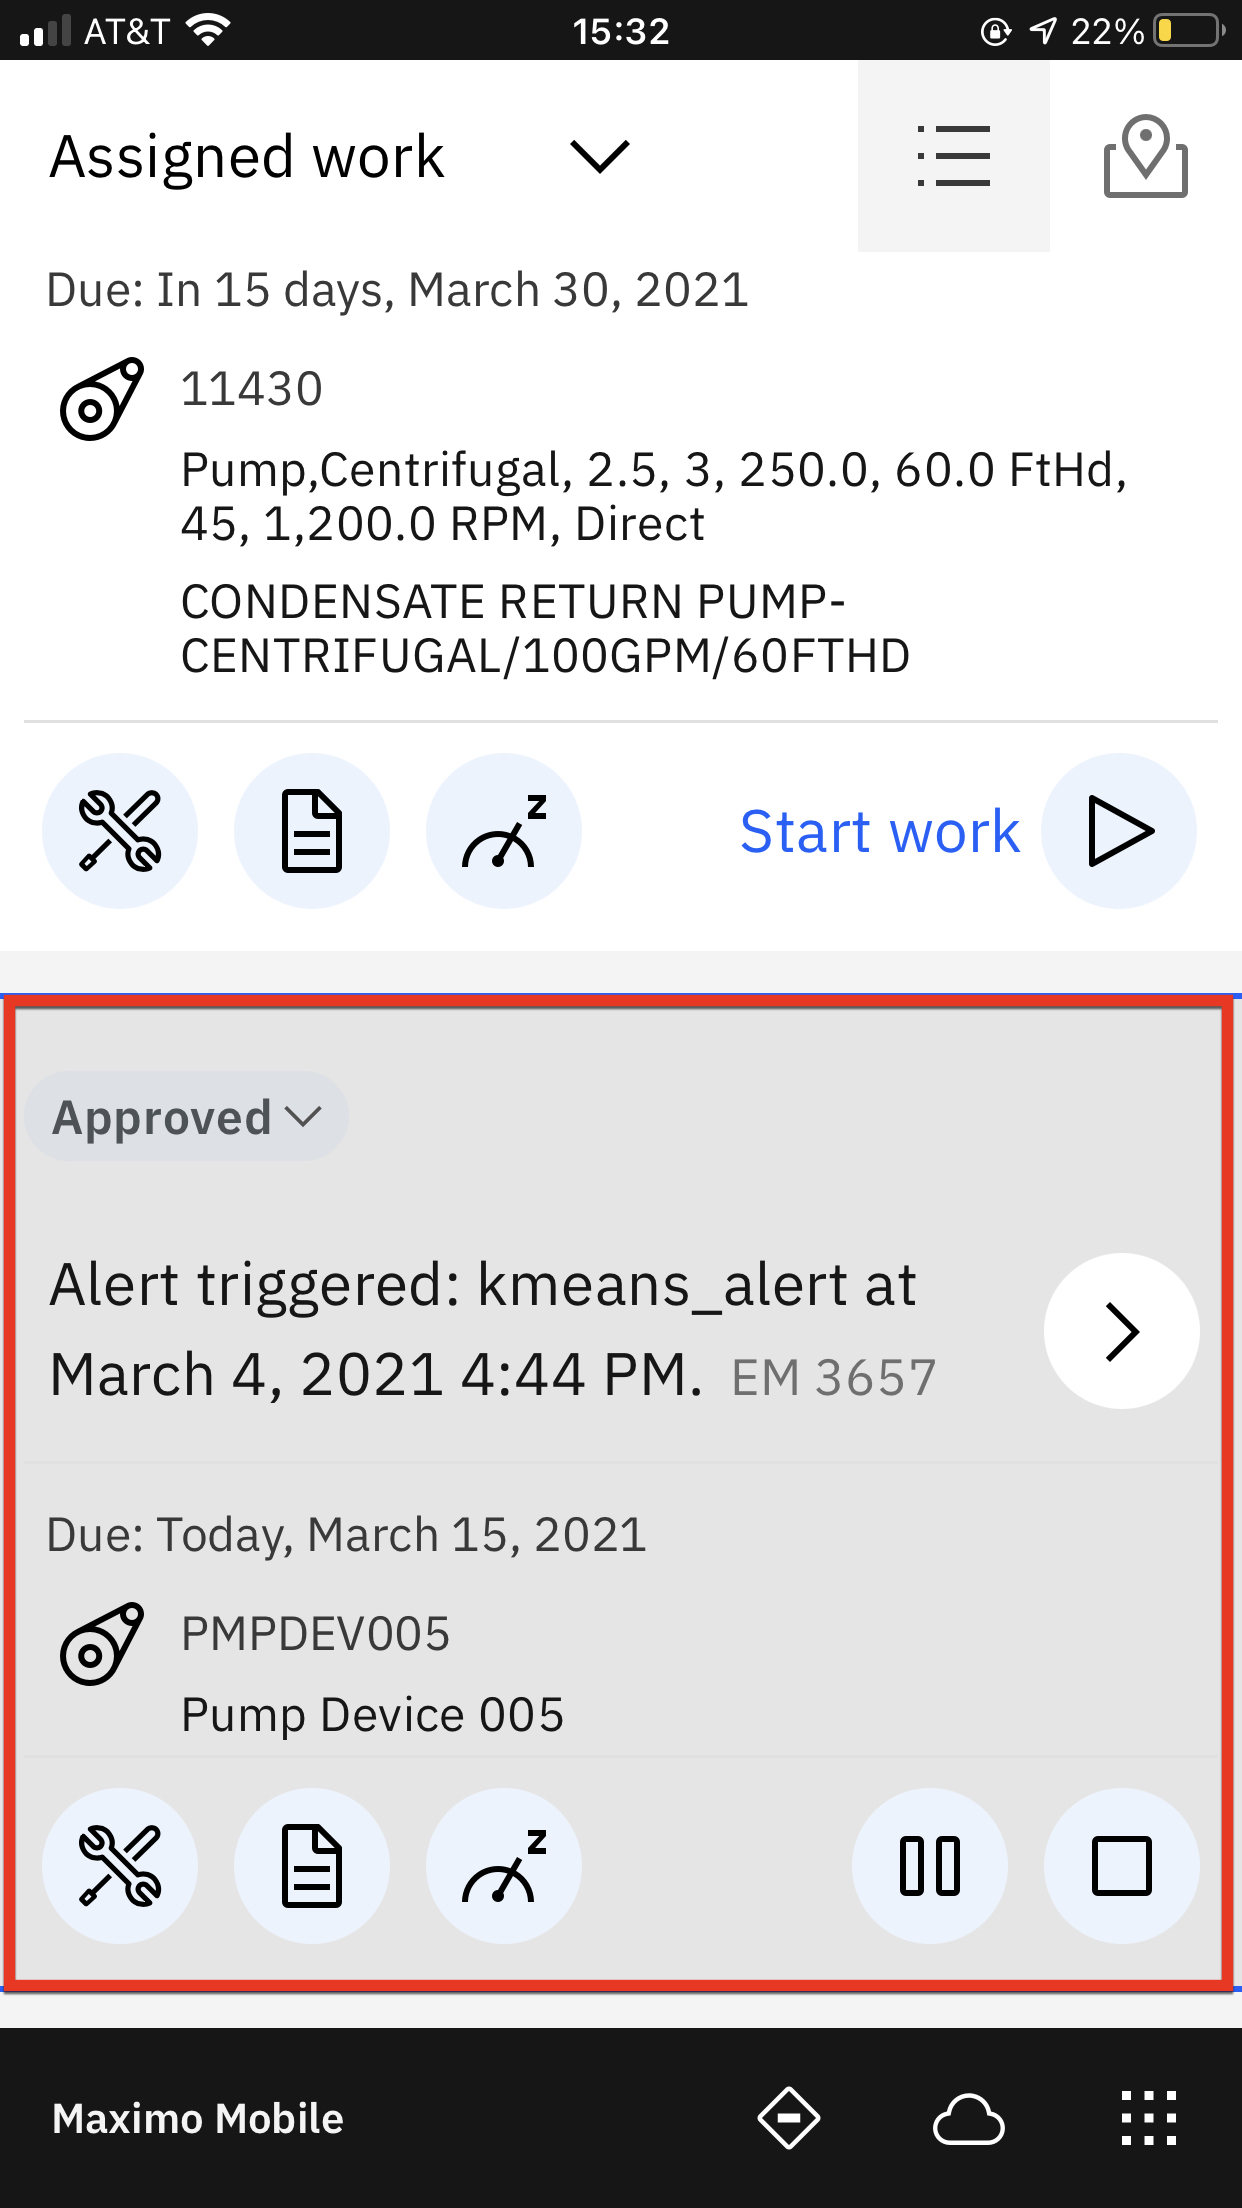 AT&T 15:32 22%
Assigned work
Due: In 15 days, March 30, 2021
11430
Pump,Centrifugal, 2.5, 3, 250.0, 60.0 FtHd,
45, 1,200.0 RPM, Direct
CONDENSATE RETURN PUMP-
CENTRIFUGAL/100GPM/60FTHD
Start work
Approved
Alert triggered: kmeans_alert at
March 4, 2021 4:44 PM. EM 3657
Due: Today, March 15, 2021
PMPDEV005
Pump Device 005
Maximo Mobile